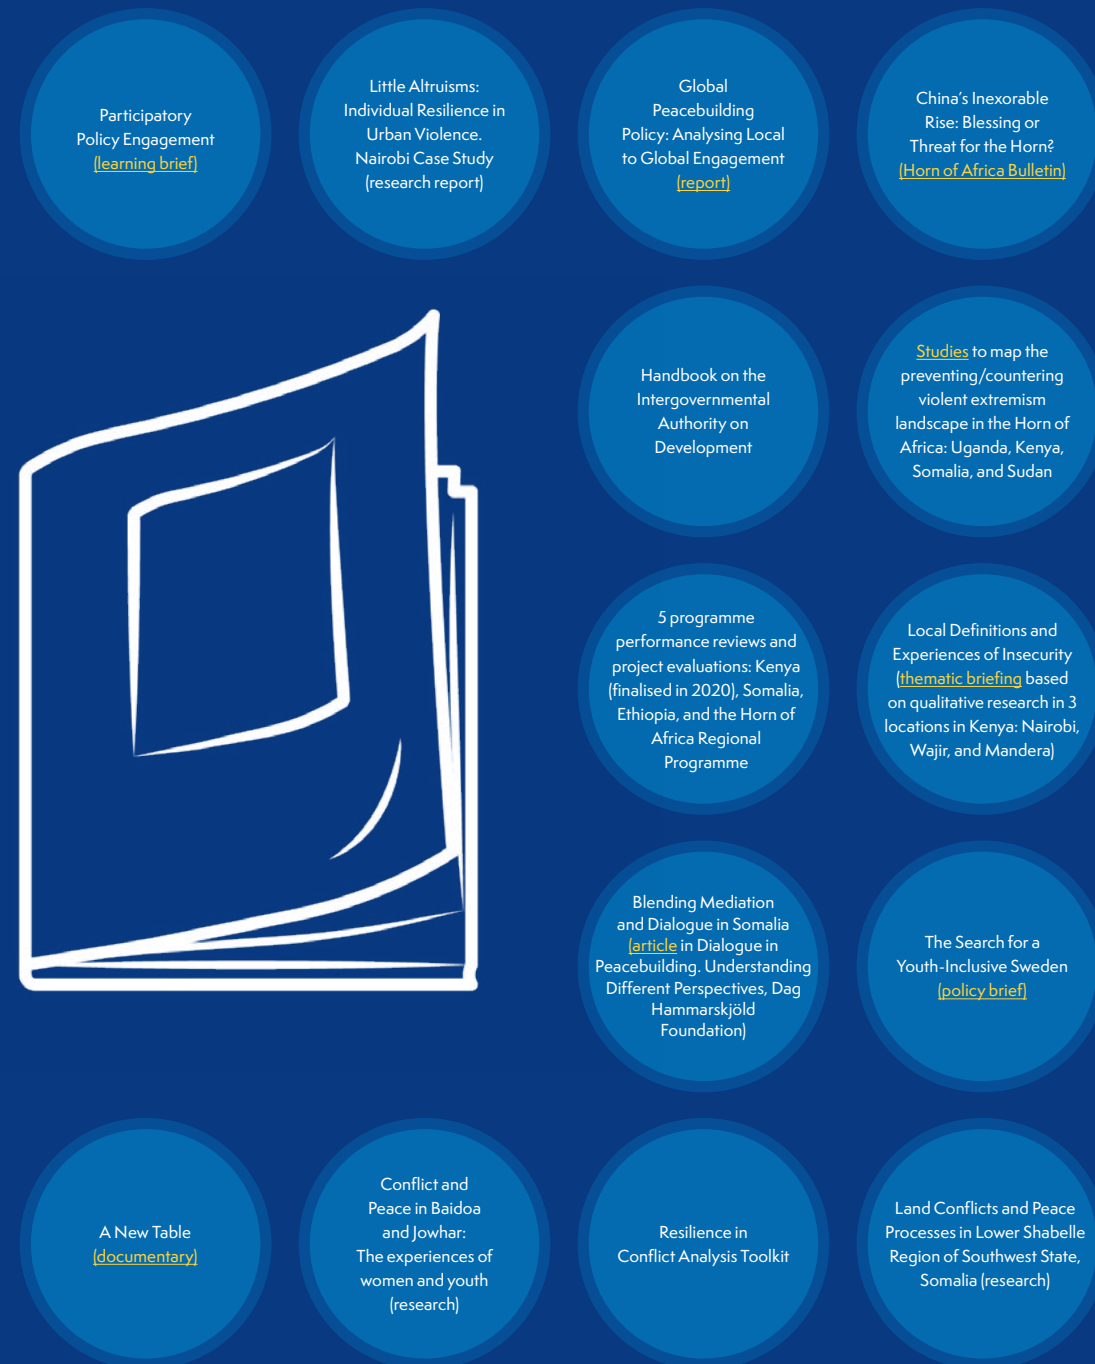 Participatory
Policy Engagement
(learning brief)
Little Altruisms:
Individual Resilience in
Urban Violence.
Nairobi Case Study
(research report)
Global
Peacebuilding
Policy: Analysing Local
to Global Engagement
(report)
China's Inexorable
Rise: Blessing or
Threat for the Horn?
(Horn of Africa Bulletin)
Handbook on the
Intergovernmental
Authority on
Development
Studies to map the
preventing/countering
violent extremism
landscape in the Horn of
Africa: Uganda, Kenya,
Somalia, and Sudan
5 programme
performance reviews and
project evaluations: Kenya
(finalised in 2020), Somalia,
Ethiopia, and the Horn of
Africa Regional
Programme
Local Definitions and
Experiences of Insecurity
(thematic briefing based
on qualitative research in 3
locations in Kenya: Nairobi,
Wajir, and Mandera)
Blending Mediation
and Dialogue in Somalia
(article in Dialogue in
Peacebuilding. Understanding
Different Perspectives, Dag
Hammarskjöld
Foundation)
The Search for a
Youth-Inclusive Sweden
(policy brief)
A New Table
(documentary)
Conflict and
Peace in Baidoa
and Jowhar:
The experiences of
women and youth
(research)
Resilience in
Conflict Analysis Toolkit
Land Conflicts and Peace
Processes in Lower Shabelle
Region of Southwest State,
Somalia (research)